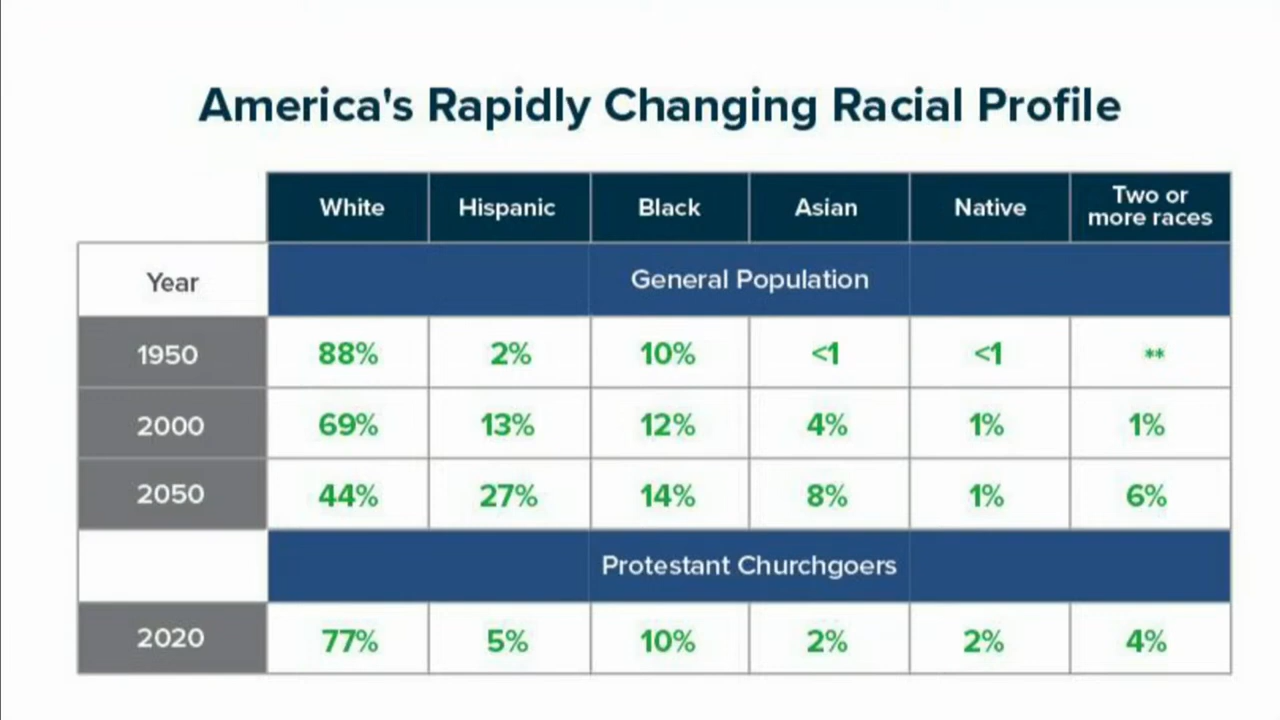 America's Rapidly Changing Racial Profile
White Hispanic Black Asian Native Two or more races
Year General Population
1950 88% 2% 10% <1 <1 **
2000 69% 13% 12% 4% 1% 1%
2050 44% 27% 14% 8% 1% 6%
Protestant Churchgoers
2020 77% 5% 10% 2% 2% 4%